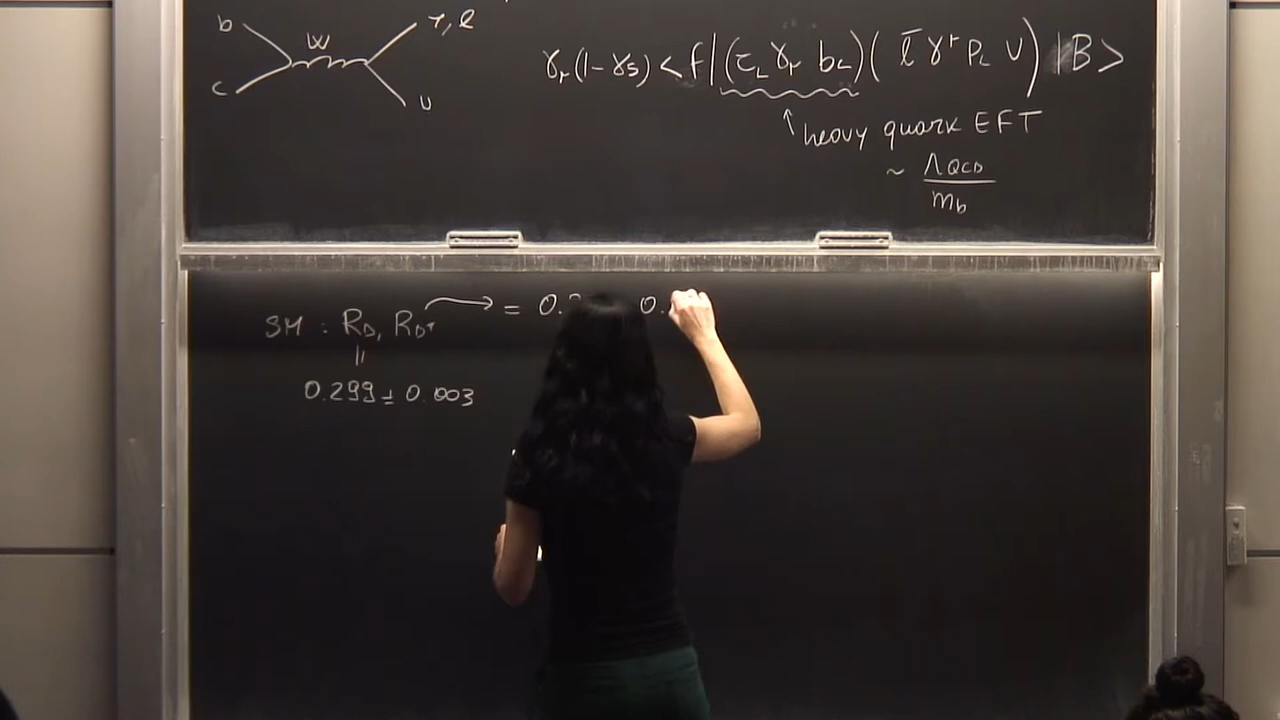 b W τ, l
c ν
γμ(1-γ5) <f|(c̄L γμ bL)( l̄ γμ PL ν)|B>
↑ heavy quark EFT
~ ΛQCD
mb
SM : RD, RD* → = 0.2 0.
||
0.299 ± 0.003